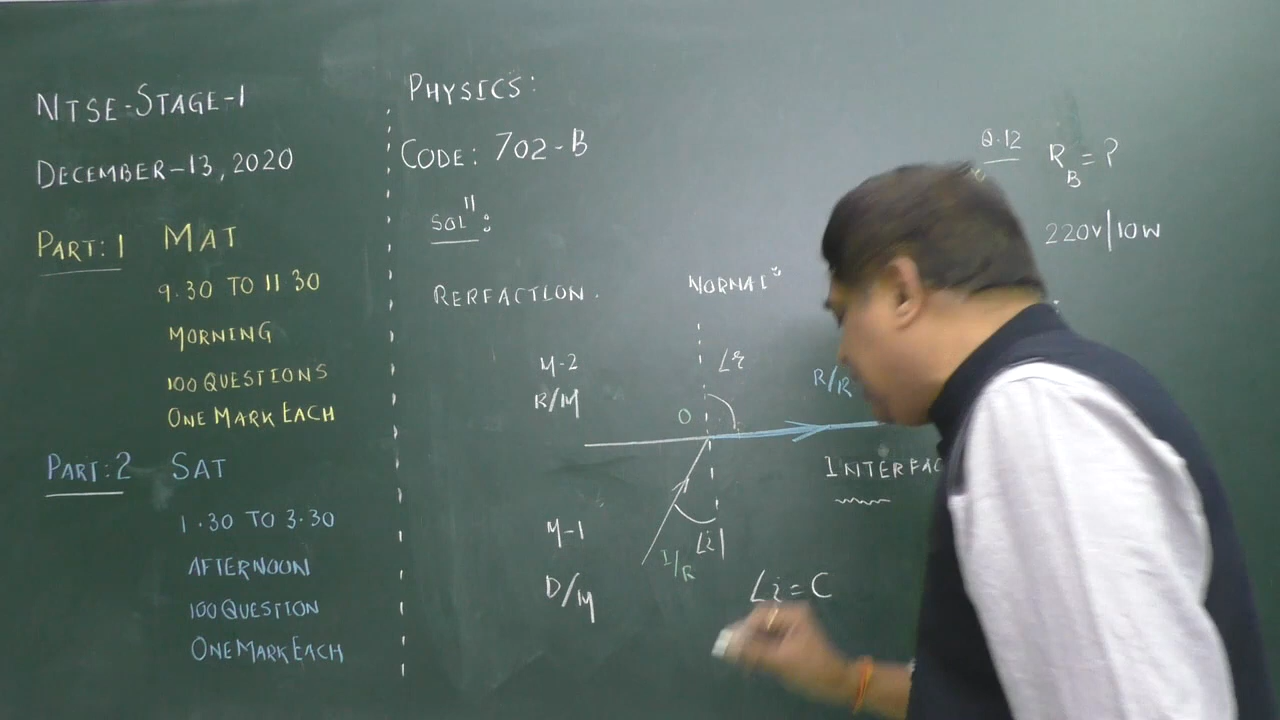 NTSE-STAGE-1
DECEMBER-13, 2020
PART: 1 MAT
9.30 TO 11 30
MORNING
100 QUESTIONS
ONE MARK EACH
PART: 2 SAT
1.30 TO 3.30
AFTERNOON
100 QUESTION
ONE MARK EACH
PHYSICS:
CODE: 702-B
SOL":
RERFACTION.
NORMAL
M-2
∠r
R/M
R/R
O
INTERFAC
M-1
∠i
I/R
D/M
∠i = C
Q.12
R_B = ?
220V|10W